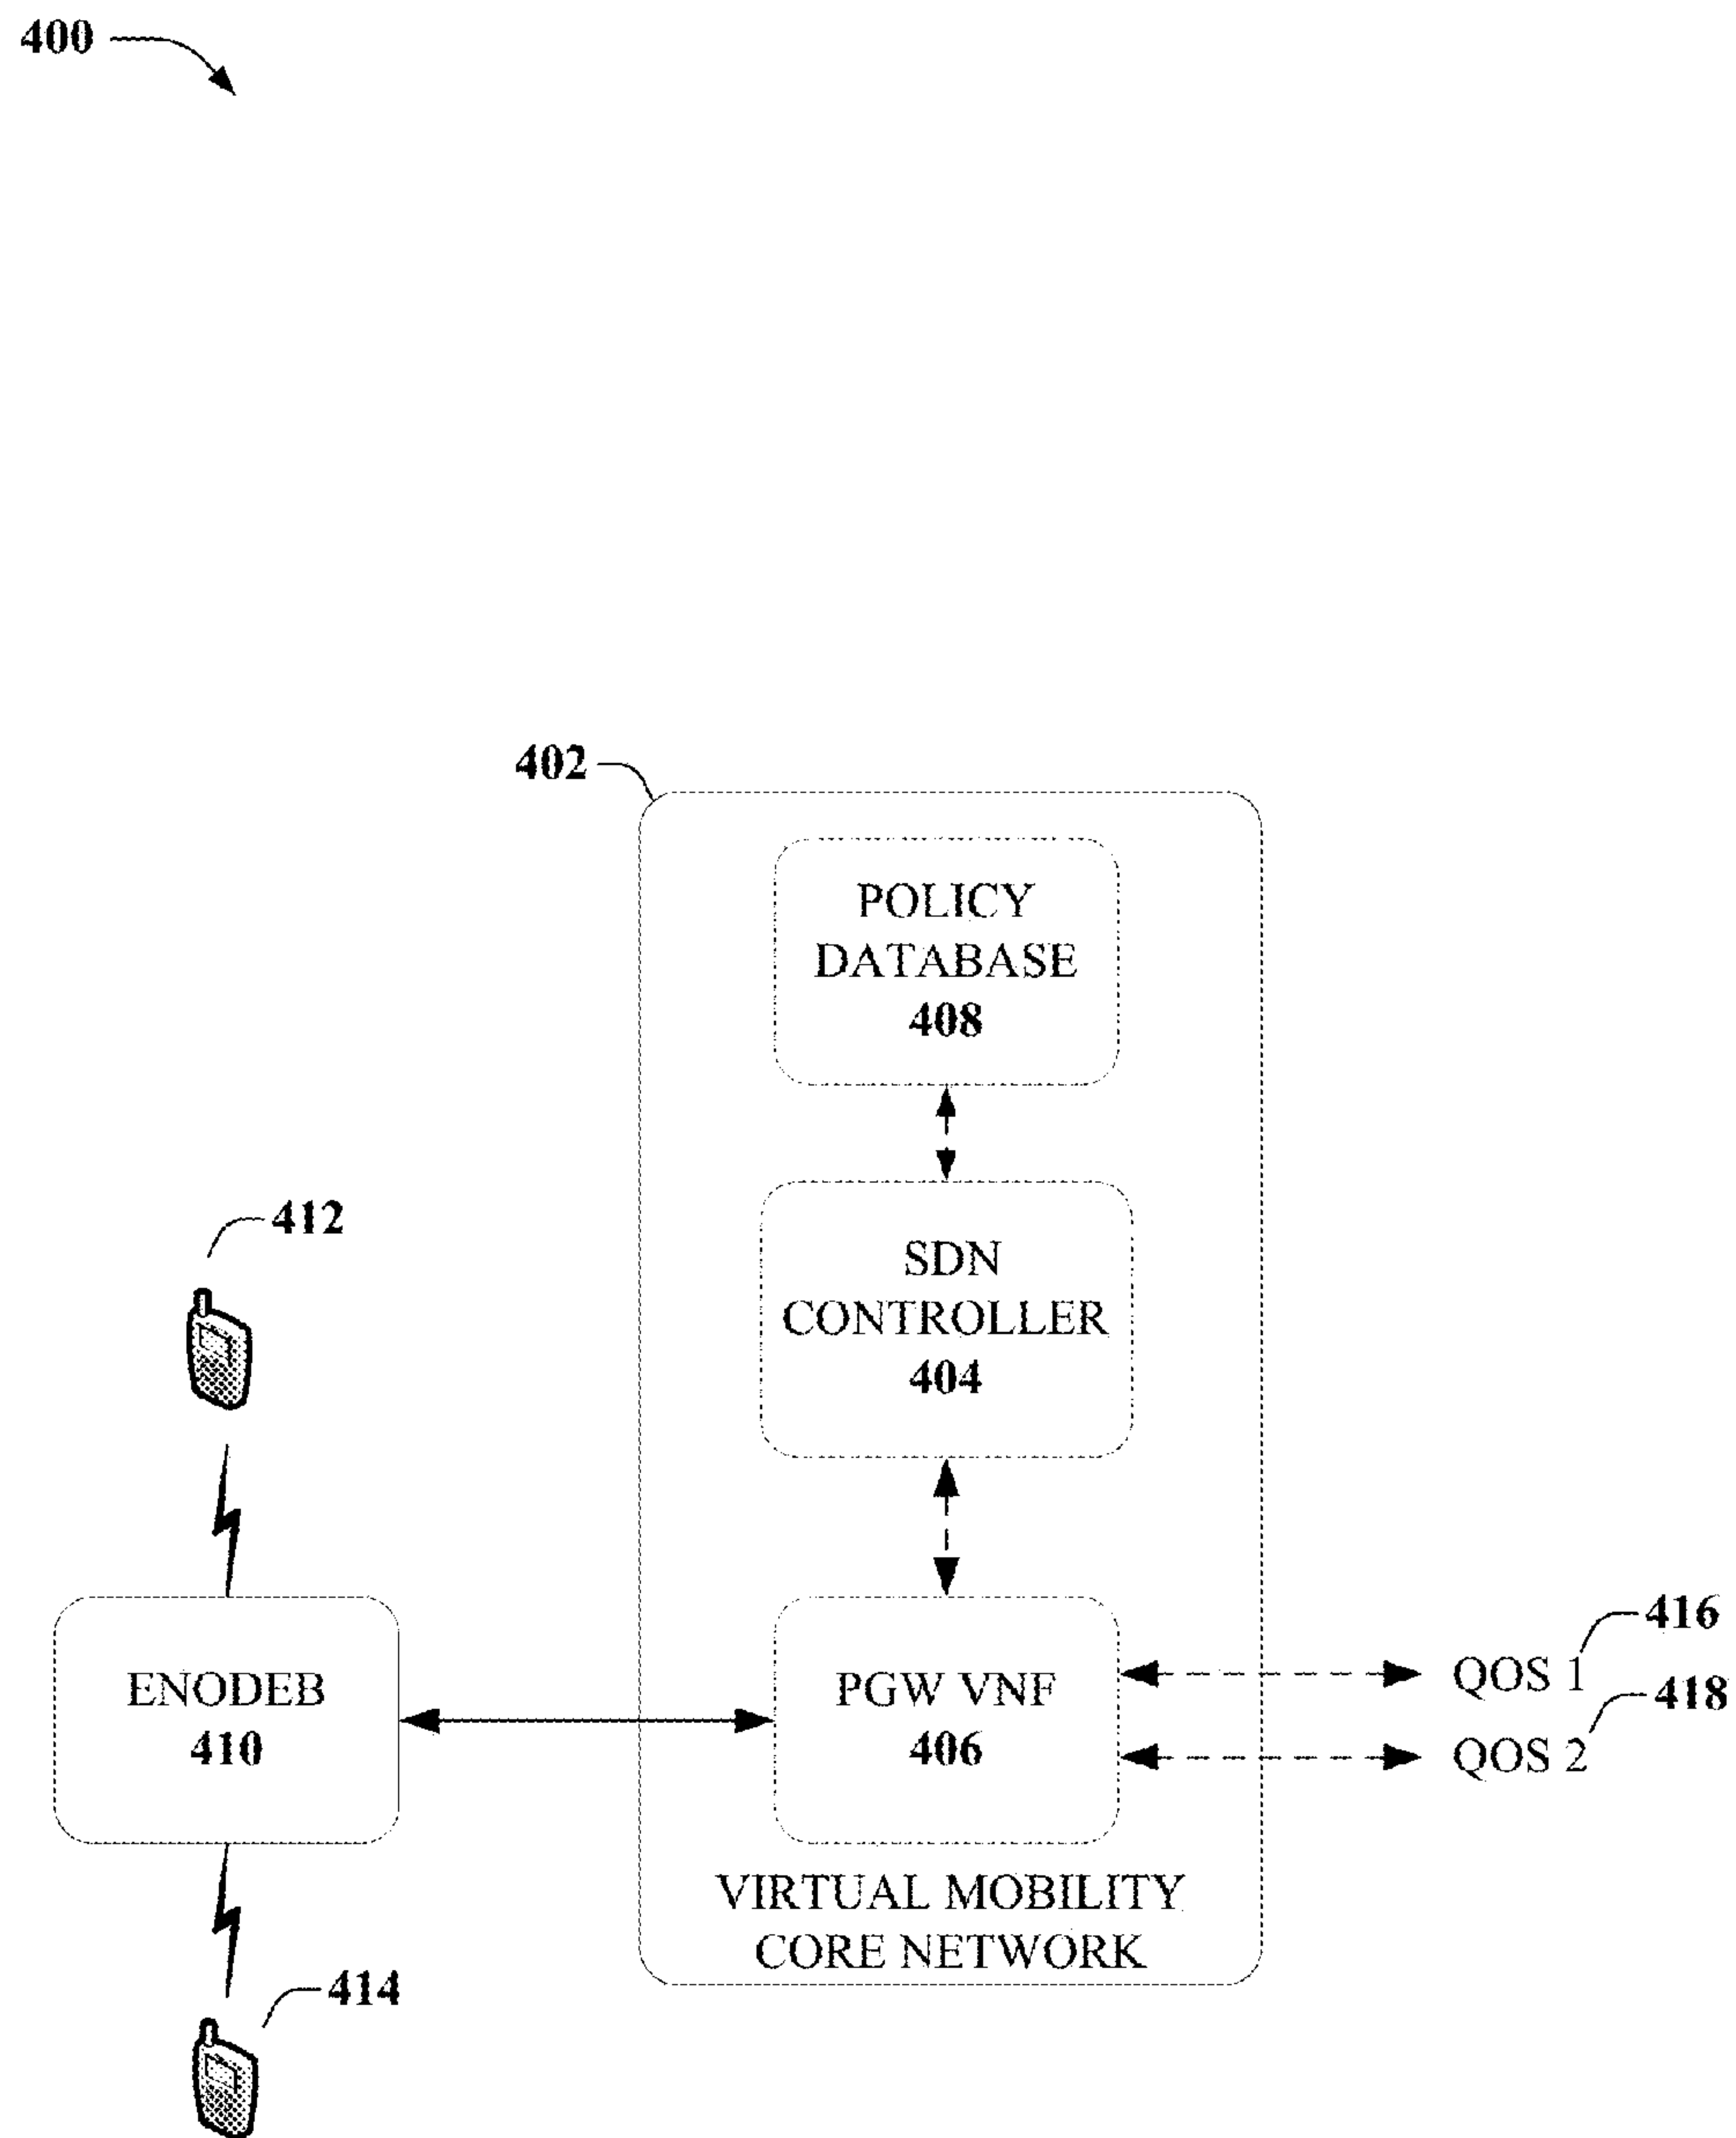 400
402
POLICY
DATABASE
408
412
SDN
CONTROLLER
404
416
ENODEB
410
PGW VNF
406
QOS 1
418
QOS 2
VIRTUAL MOBILITY
CORE NETWORK
414